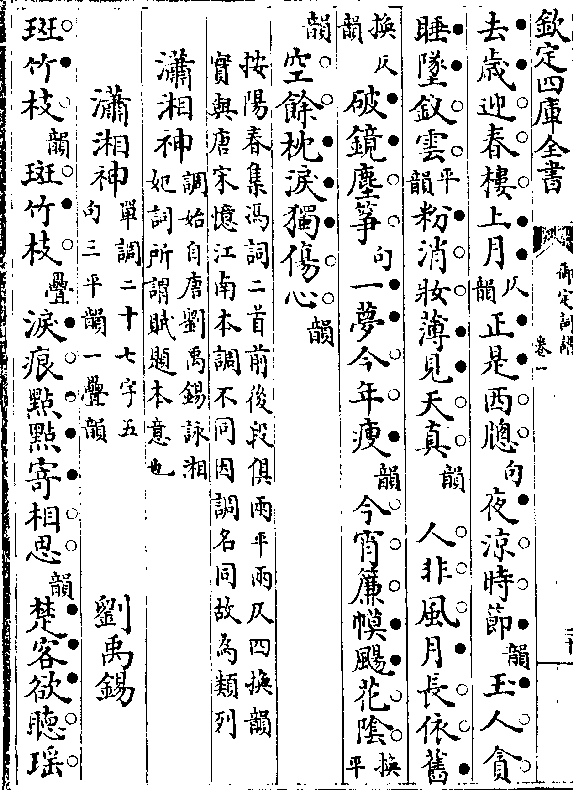 欽定四庫全書
御定詞譜
卷一
去歲迎春樓上月仄韻正是西牕句夜涼時節韻玉人貪
睡墜釵雲平韻粉消妝薄見天真韻人非風月長依舊
換仄韻破鏡塵箏句一夢今年瘦韻今宵簾幙颺花陰換平
韻空餘枕淚獨傷心韻
按陽春集馮詞二首前後段俱兩平兩仄四換韻
實與唐宋憶江南本調不同因調名同故為類列
瀟湘神調始自唐劉禹錫詠湘
妃詞所謂賦題本意也
瀟湘神單調二十七字五
句三平韻一疊韻
劉禹錫
斑竹枝韻斑竹枝疊淚痕點點寄相思韻楚客欲聽瑶